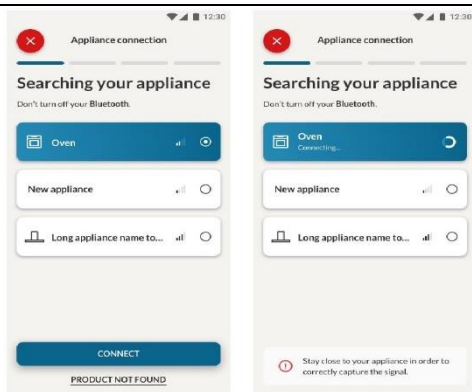 12:30
Appliance connection
Searching your appliance
Don't turn off your Bluetooth.
Oven
New appliance
Long appliance name to...
CONNECT
PRODUCT NOT FOUND
12:30
Appliance connection
Searching your appliance
Don't turn off your Bluetooth.
Oven
Connecting...
New appliance
Long appliance name to...
Stay close to your appliance in order to
correctly capture the signal.